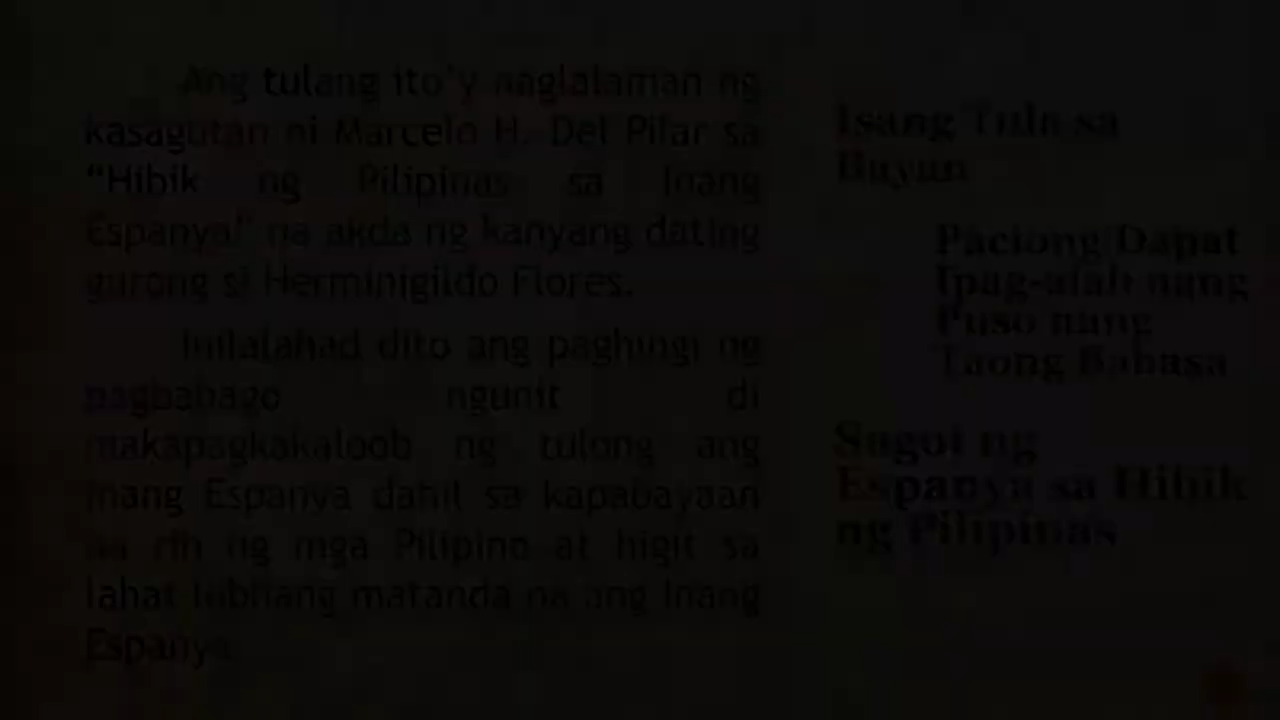 Ang tulang ito'y naglalaman ng
kasagutan ni Marcelo H. Del Pilar sa
"Hibik ng Pilipinas sa Inang
Espanya" na akda ng kanyang dating
gurong si Herminigildo Flores.
Inilalahad dito ang paghingi ng
pagbabago ngunit di
makapagkakaloob ng tulong ang
Inang Espanya dahil sa kapabayaan
na rin ng mga Pilipino at higit sa
lahat lubhang matanda na ang Inang
Espanya.
Isang Tula sa
Bayan
Paciong Dapat
Ipag-alab nang
Puso nang
Taong Babasa
Sagot ng
Espanya sa Hibik
ng Pilipinas